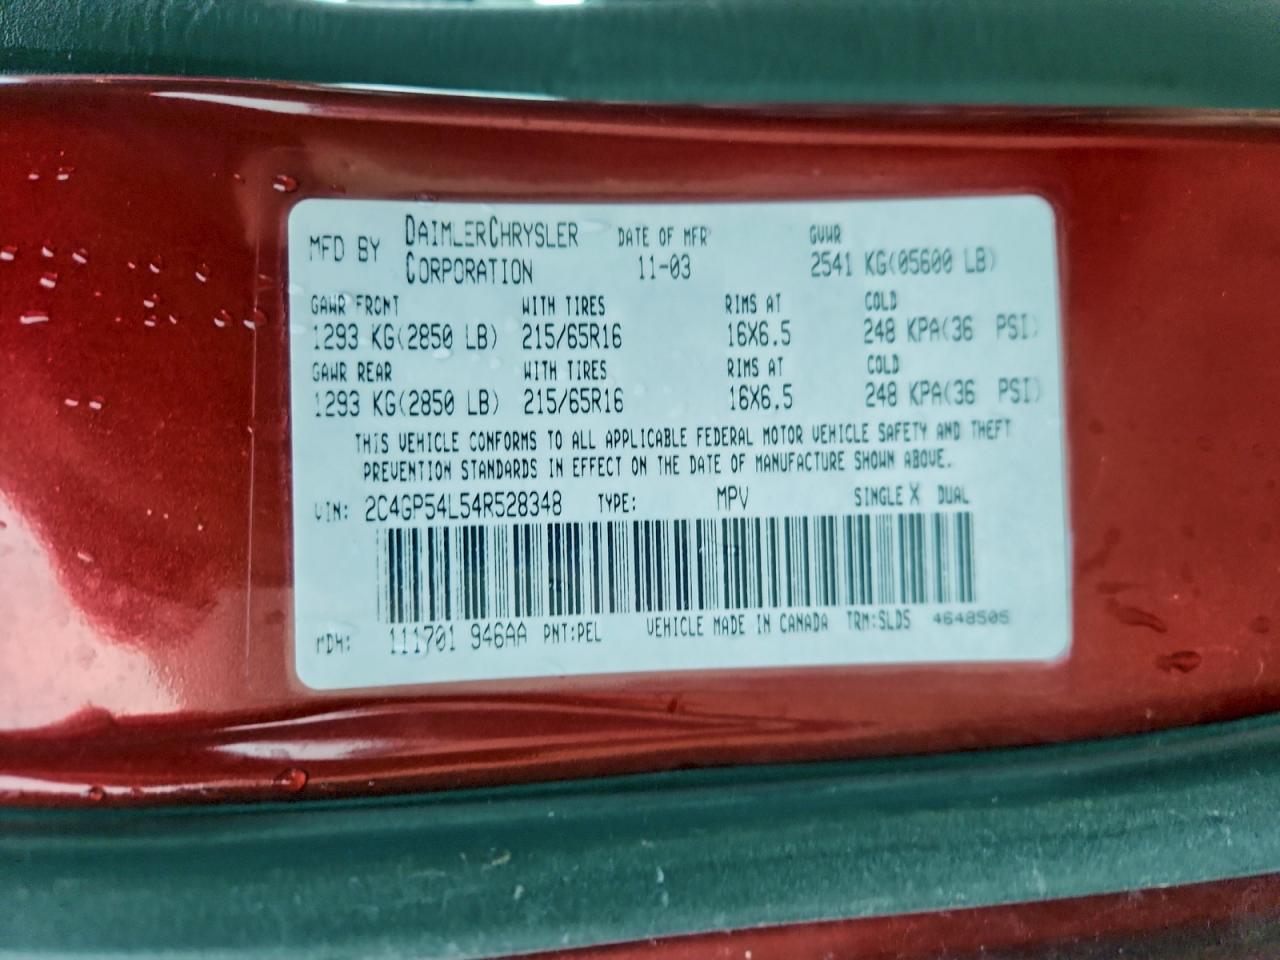 MFD BY DAIMLERCHRYSLER CORPORATION DATE OF MFR 11-03 GVWR 2541 KG(05600 LB)
GAWR FRONT WITH TIRES RIMS AT COLD
1293 KG(2850 LB) 215/65R16 16X6.5 248 KPA(36 PSI)
GAWR REAR WITH TIRES RIMS AT COLD
1293 KG(2850 LB) 215/65R16 16X6.5 248 KPA(36 PSI)
THIS VEHICLE CONFORMS TO ALL APPLICABLE FEDERAL MOTOR VEHICLE SAFETY AND THEFT
PREVENTION STANDARDS IN EFFECT ON THE DATE OF MANUFACTURE SHOWN ABOVE.
VIN: 2C4GP54L54R528348 TYPE: MPV SINGLE X DUAL
MDH: 111701 946AA PNT:PEL VEHICLE MADE IN CANADA TRM:SLDS 4648505